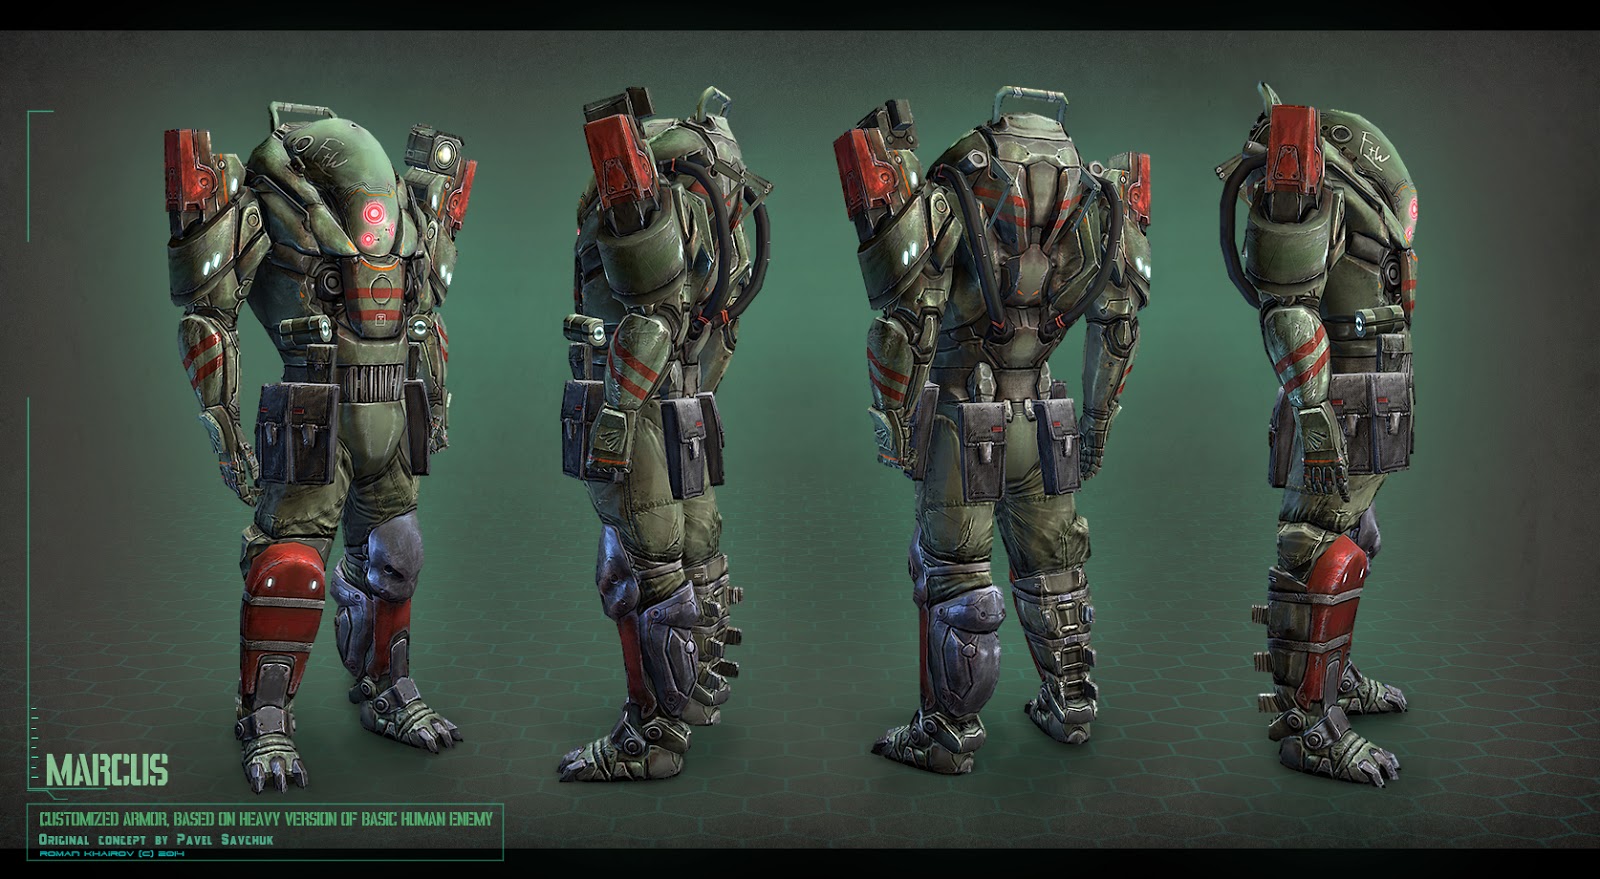 F+W
F+W
MARCUS
CUSTOMIZED ARMOR, BASED ON HEAVY VERSION OF BASIC HUMAN ENEMY
ORIGINAL CONCEPT BY PAVEL SAVCHUK
ROMAN KHAIROV (C) 2014